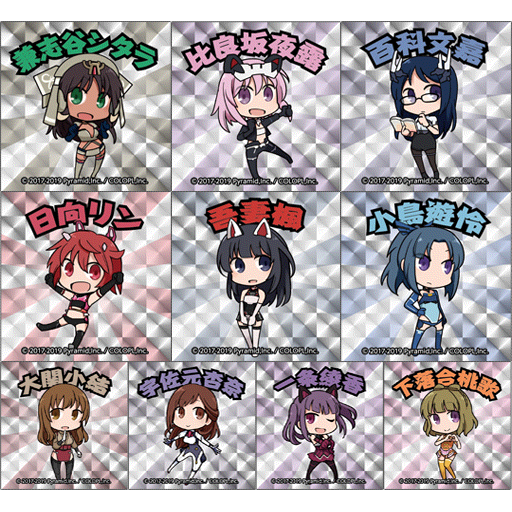 兼志谷シタラ
© 2017-2019 Pyramid,Inc. / COLOPL,Inc.
比良坂夜露
© 2017-2019 Pyramid,Inc. / COLOPL,Inc.
百科文嘉
© 2017-2019 Pyramid,Inc. / COLOPL,Inc.
日向リン
© 2017-2019 Pyramid,Inc. / COLOPL,Inc.
吾妻楓
© 2017-2019 Pyramid,Inc. / COLOPL,Inc.
小鳥遊怜
© 2017-2019 Pyramid,Inc. / COLOPL,Inc.
大関小結
© 2017-2019 Pyramid,Inc. / COLOPL,Inc.
宇佐元杏奈
© 2017-2019 Pyramid,Inc. / COLOPL,Inc.
一条綾香
© 2017-2019 Pyramid,Inc. / COLOPL,Inc.
下落合桃歌
© 2017-2019 Pyramid,Inc. / COLOPL,Inc.